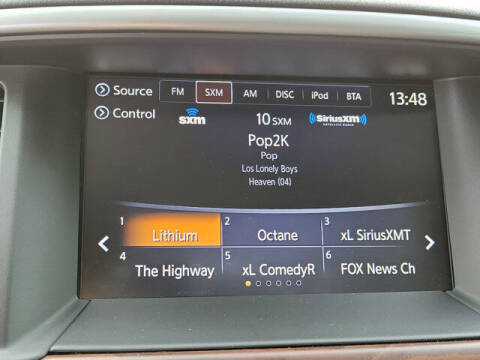 Source FM SXM AM DISC iPod BTA 13:48
Control sxm 10 SXM SiriusXM
SATELLITE RADIO
Pop2K
Pop
Los Lonely Boys
Heaven (04)
1 Lithium 2 Octane 3 xL SiriusXMT
4 The Highway 5 xL ComedyR 6 FOX News Ch